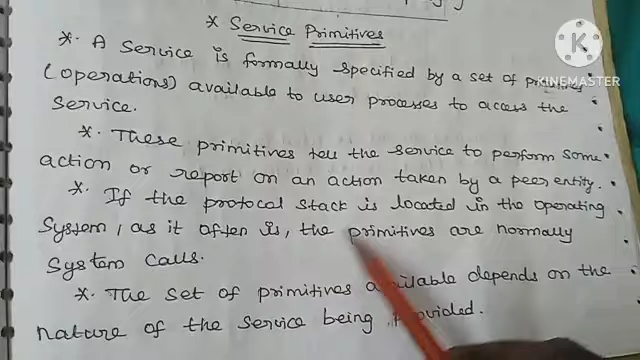 * Service Primitives
* A Service is formally specified by a set of
(operations) available to user processes to access the
Service.
* These primitives tell the service to perform some
action or report on an action taken by a peer entity.
* If the protocal stack is located in the operating
System, as it often is, the primitives are normally
System calls.
* The set of primitives available depends on the
nature of the Service being provided.
KINEMASTER